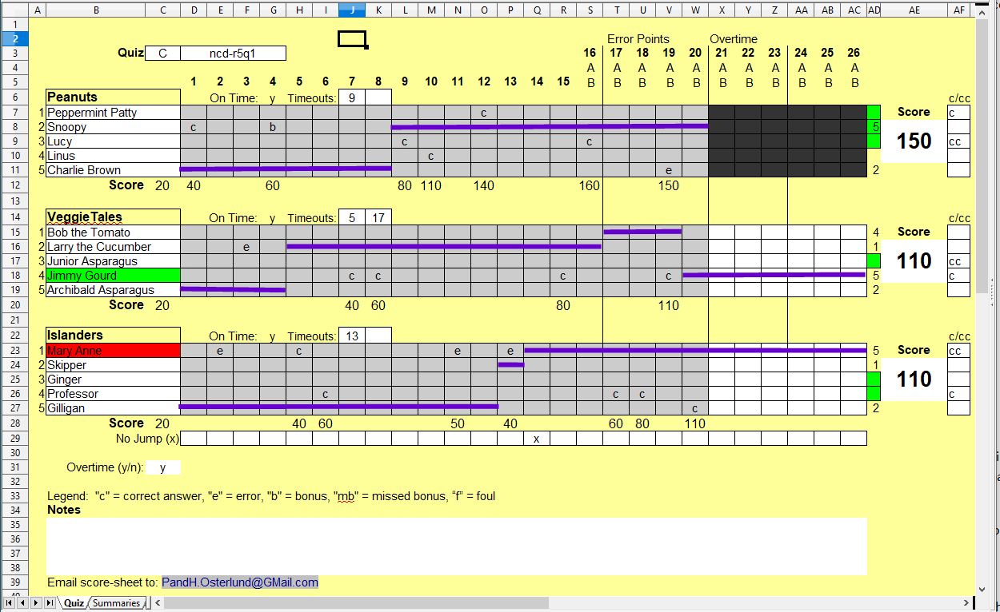 A B C D E F G H I J K L M N O P Q R S T U V W X Y Z AA AB AC AD AE AF
1
2 Error Points Overtime
3 Quiz C ncd-r5q1 16 17 18 19 20 21 22 23 24 25 26
4 A A A A A A A A A A A
5 1 2 3 4 5 6 7 8 9 10 11 12 13 14 15 B B B B B B B B B B B
6 Peanuts On Time: y Timeouts: 9 c/cc
7 1 Peppermint Patty c Score c
8 2 Snoopy c b 5
9 3 Lucy c c 150 cc
10 4 Linus c
11 5 Charlie Brown e 2
12 Score 20 40 60 80 110 140 160 150
13
14 VeggieTales On Time: y Timeouts: 5 17 c/cc
15 1 Bob the Tomato 4 Score
16 2 Larry the Cucumber e 1
17 3 Junior Asparagus 110 cc
18 4 Jimmy Gourd c c c c 5 c
19 5 Archibald Asparagus 2
20 Score 20 40 60 80 110
21
22 Islanders On Time: y Timeouts: 13 c/cc
23 1 Mary Anne e c e e 5 Score cc
24 2 Skipper 1
25 3 Ginger 110
26 4 Professor c c c c
27 5 Gilligan c 2
28 Score 20 40 60 50 40 60 80 110
29 No Jump (x) x
30
31 Overtime (y/n): y
32
33 Legend: "c" = correct answer, "e" = error, "b" = bonus, "mb" = missed bonus, “f” = foul
34 Notes
35
36
37
38
39 Email score-sheet to: PandH.Osterlund@GMail.com
40
Quiz Summaries